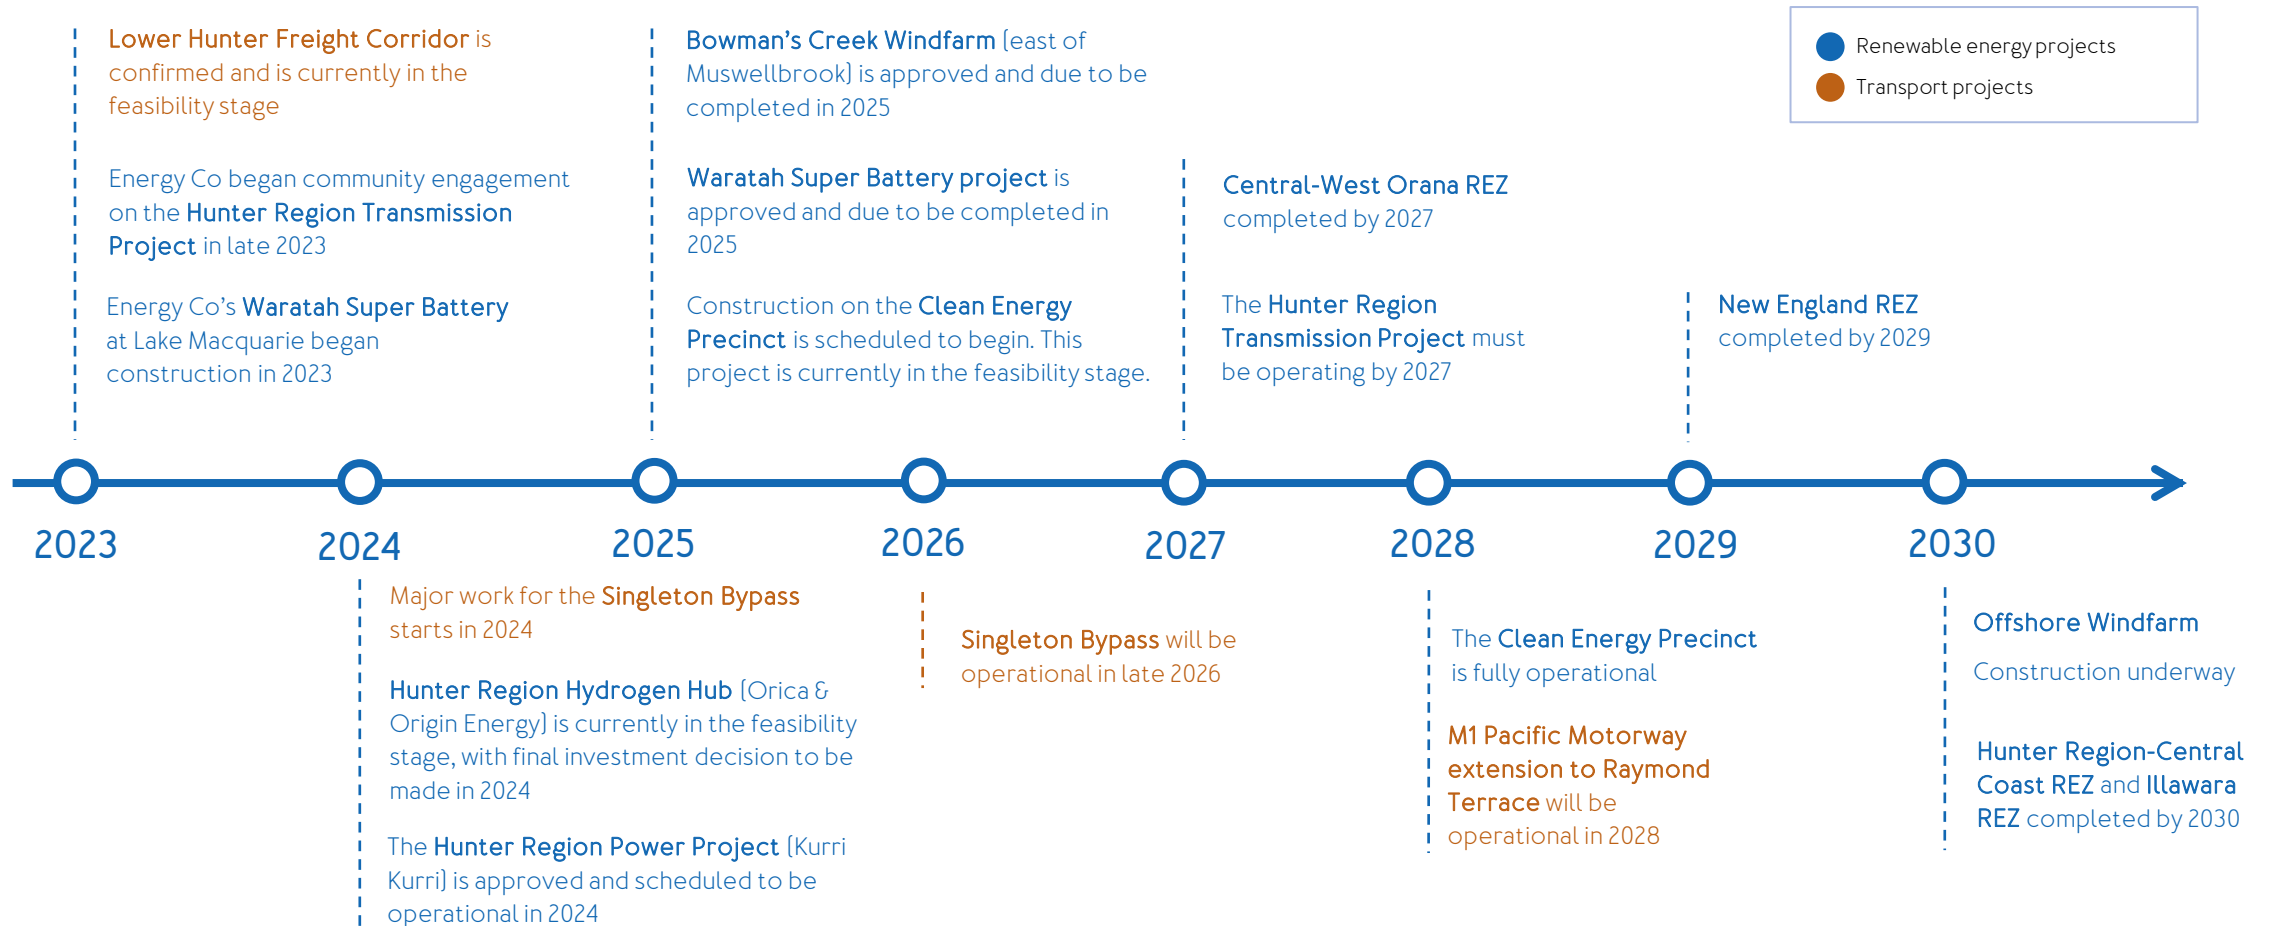 Lower Hunter Freight Corridor is
confirmed and is currently in the
feasibility stage
Energy Co began community engagement
on the Hunter Region Transmission
Project in late 2023
Energy Co's Waratah Super Battery
at Lake Macquarie began
construction in 2023
Bowman's Creek Windfarm (east of
Muswellbrook) is approved and due to be
completed in 2025
Waratah Super Battery project is
approved and due to be completed in
2025
Construction on the Clean Energy
Precinct is scheduled to begin. This
project is currently in the feasibility stage.
Central-West Orana REZ
completed by 2027
The Hunter Region
Transmission Project must
be operating by 2027
New England REZ
completed by 2029
Renewable energy projects
Transport projects
2023
2024
2025
2026
2027
2028
2029
2030
Major work for the Singleton Bypass
starts in 2024
Hunter Region Hydrogen Hub (Orica &
Origin Energy) is currently in the feasibility
stage, with final investment decision to be
made in 2024
The Hunter Region Power Project (Kurri
Kurri) is approved and scheduled to be
operational in 2024
Singleton Bypass will be
operational in late 2026
The Clean Energy Precinct
is fully operational
M1 Pacific Motorway
extension to Raymond
Terrace will be
operational in 2028
Offshore Windfarm
Construction underway
Hunter Region-Central
Coast REZ and Illawara
REZ completed by 2030